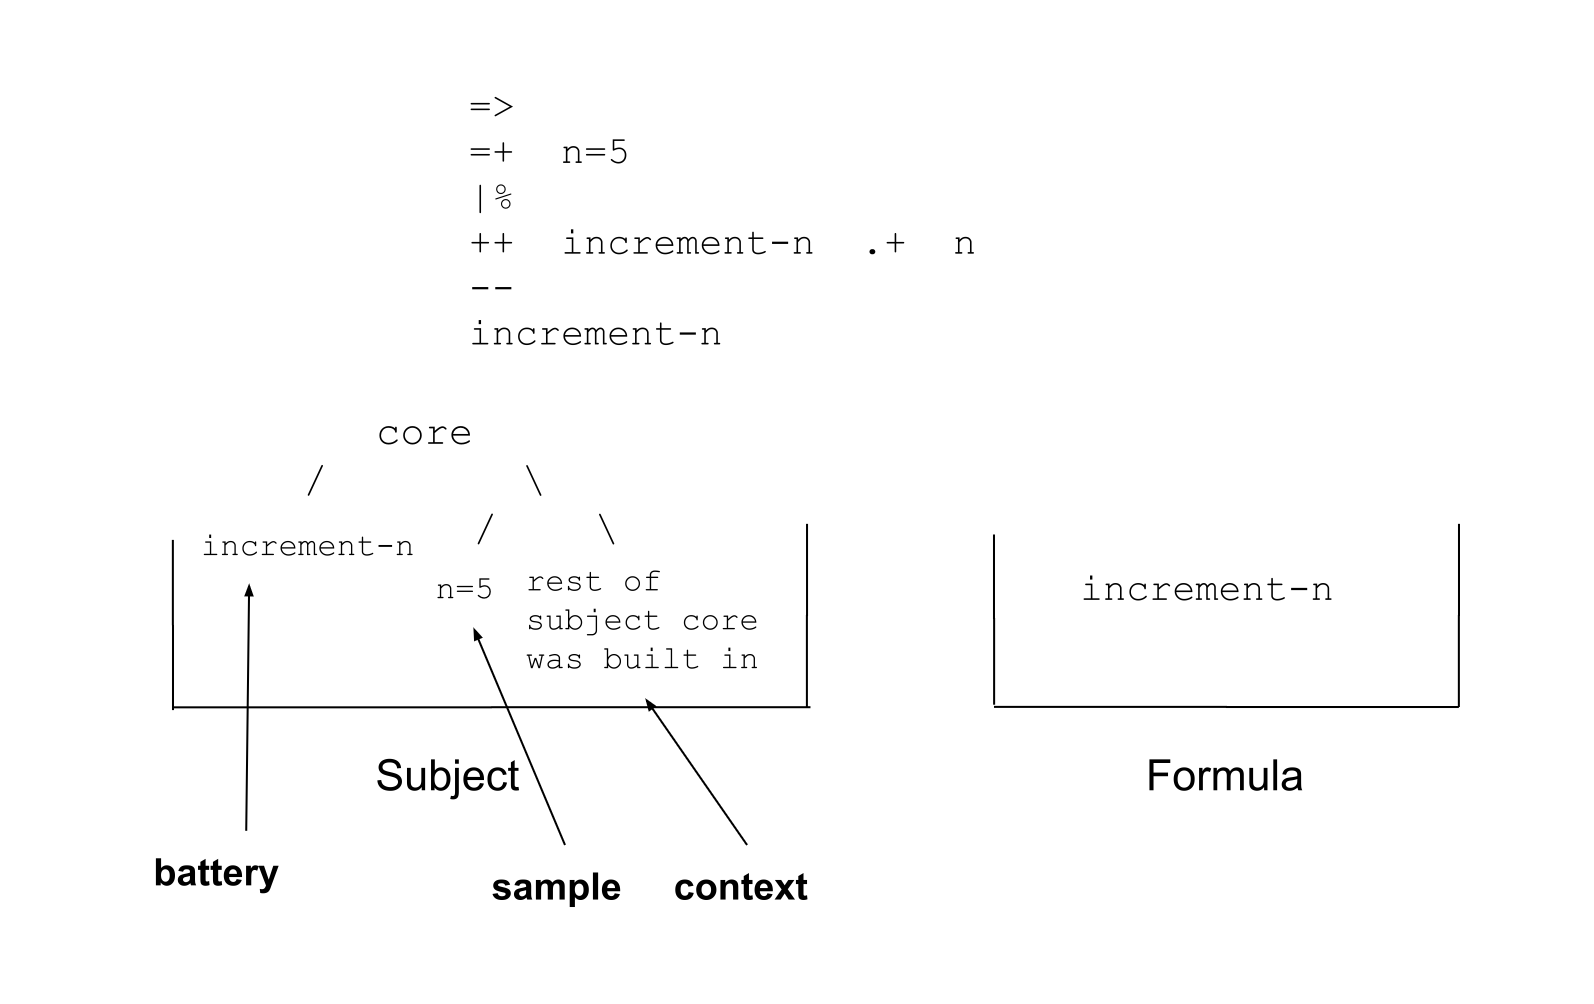 =>
=+  n=5
|%
++  increment-n  .+  n
--
increment-n
core
/ \
/ \
increment-n
n=5
rest of
subject core
was built in
increment-n
Subject
Formula
battery
sample
context